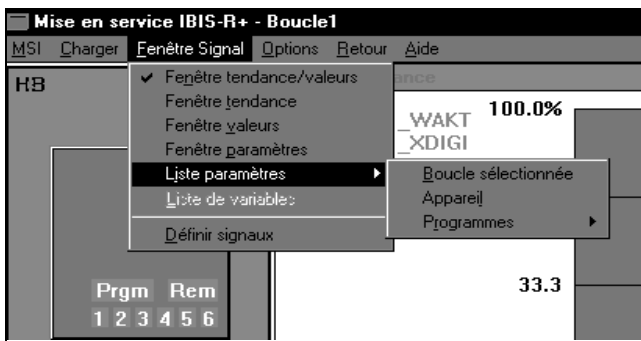 Mise en service IBIS-R+ - Boucle1
MSI Charger Fenêtre Signal Options Retour Aide
HB
Fenêtre tendance/valeurs
Fenêtre tendance
Fenêtre valeurs
Fenêtre paramètres
Liste paramètres
Liste de variables
Définir signaux
ance
_WAKT
_XDIGI
100.0%
Boucle sélectionnée
Appareil
Programmes
33.3
Prgm Rem
1 2 3 4 5 6